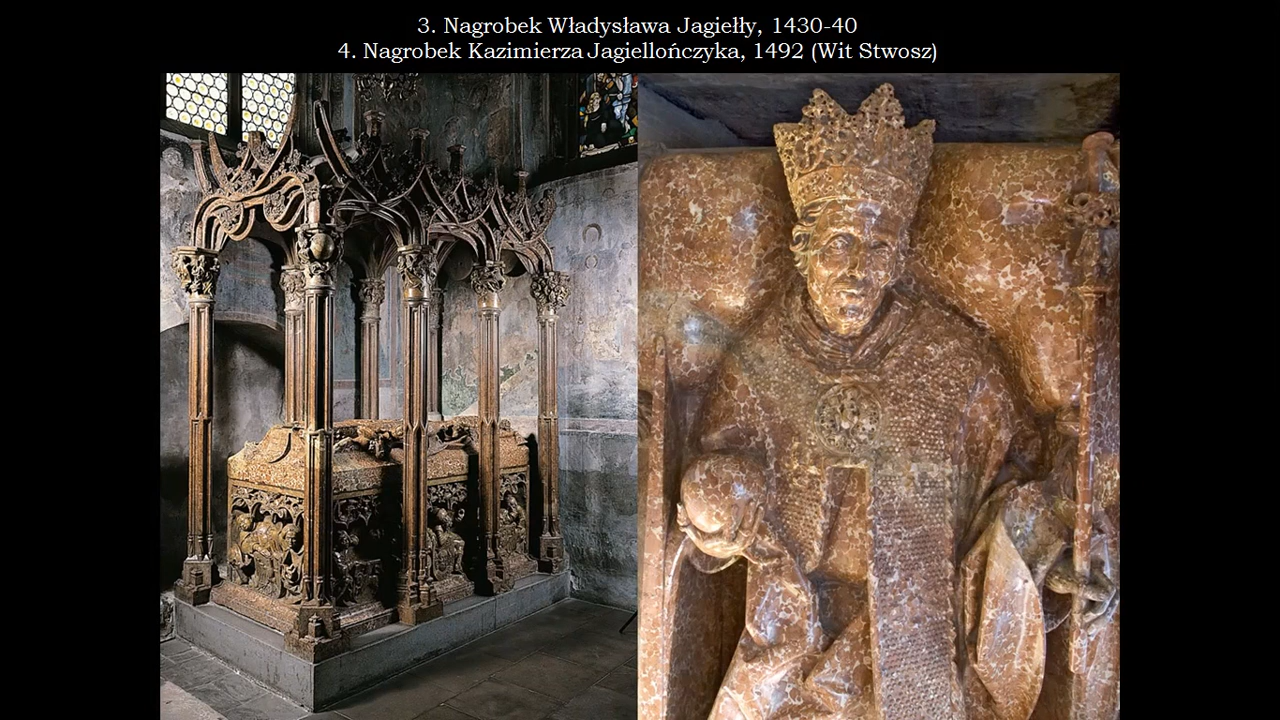 3. Nagrobek Władysława Jagiełły, 1430-40
4. Nagrobek Kazimierza Jagiellończyka, 1492 (Wit Stwosz)